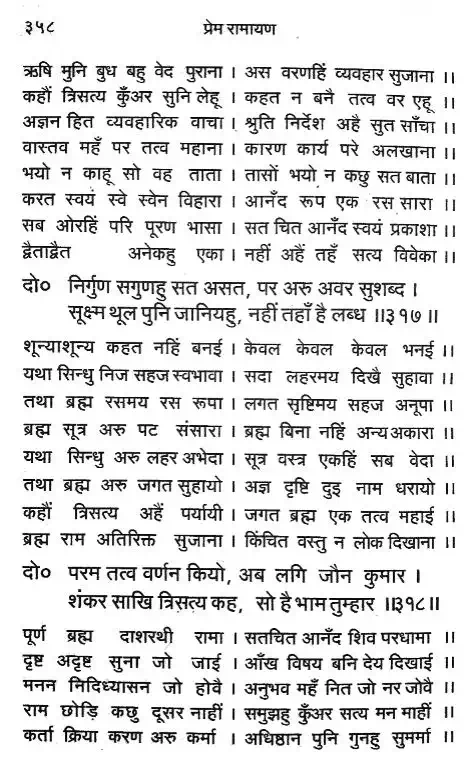 ३५८ प्रेम रामायण
ऋषि मुनि बुध बहु वेद पुराना । अस वरणहिं व्यवहार सुजाना ।।
कहौं त्रिसत्य कुँअर सुनि लेहू । कहत न बनै तत्व वर एहू ।।
अज्ञन हित व्यवहारिक वाचा । श्रुति निर्देश अहै सुत साँचा ।।
वास्तव महँ पर तत्व महाना । कारण कार्य परे अलखाना ।।
भयो न काहू सो वह ताता । तासों भयो न कछु सत बाता ।।
करत स्वयं स्वे स्वेन विहारा । आनँद रूप एक रस सारा ।।
सब ओरहिं परि पूरण भासा । सत चित आनँद स्वयं प्रकाशा ।।
द्वैताद्वैत अनेकहु एका । नहीं अहैं तहँ सत्य विवेका ।।
दो० निर्गुण सगुणहु सत असत, पर अरु अवर सुशब्द ।
सूक्ष्म थूल पुनि जानियहु, नहीं तहाँ है लब्ध ।।३१७।।
शून्याशून्य कहत नहिं बनई । केवल केवल केवल भनई ।।
यथा सिन्धु निज सहज स्वभावा । सदा लहरमय दिखै सुहावा ।।
तथा ब्रह्म रसमय रस रूपा । लगत सृष्टिमय सहज अनूपा ।।
ब्रह्म सूत्र अरु पट संसारा । ब्रह्म बिना नहिं अन्य अकारा ।।
यथा सिन्धु अरु लहर अभेदा । सूत्र वस्त्र एकहिं सब वेदा ।।
तथा ब्रह्म अरु जगत सुहायो । अज्ञ दृष्टि दुइ नाम धरायो ।।
कहौं त्रिसत्य अहैं पर्यायी । जगत ब्रह्म एक तत्व महाई ।।
ब्रह्म राम अतिरिक्त सुजाना । किंचित वस्तु न लोक दिखाना ।।
दो० परम तत्व वर्णन कियो, अब लगि जौन कुमार ।
शंकर साखि त्रिसत्य कह, सो है भाम तुम्हार ।।३१८।।
पूर्ण ब्रह्म दाशरथी रामा । सतचित आनँद शिव परधामा ।।
दृष्ट अदृष्ट सुना जो जाई । आँख विषय बनि देय दिखाई ।।
मनन निदिध्यासन जो होवै । अनुभव महँ नित जो नर जोवै ।।
राम छोड़ि कछु दूसर नाहीं । समुझहु कुँअर सत्य मन माहीं ।।
कर्ता क्रिया करण अरु कर्मा । अधिष्ठान पुनि गुनहु सुमर्मा ।।